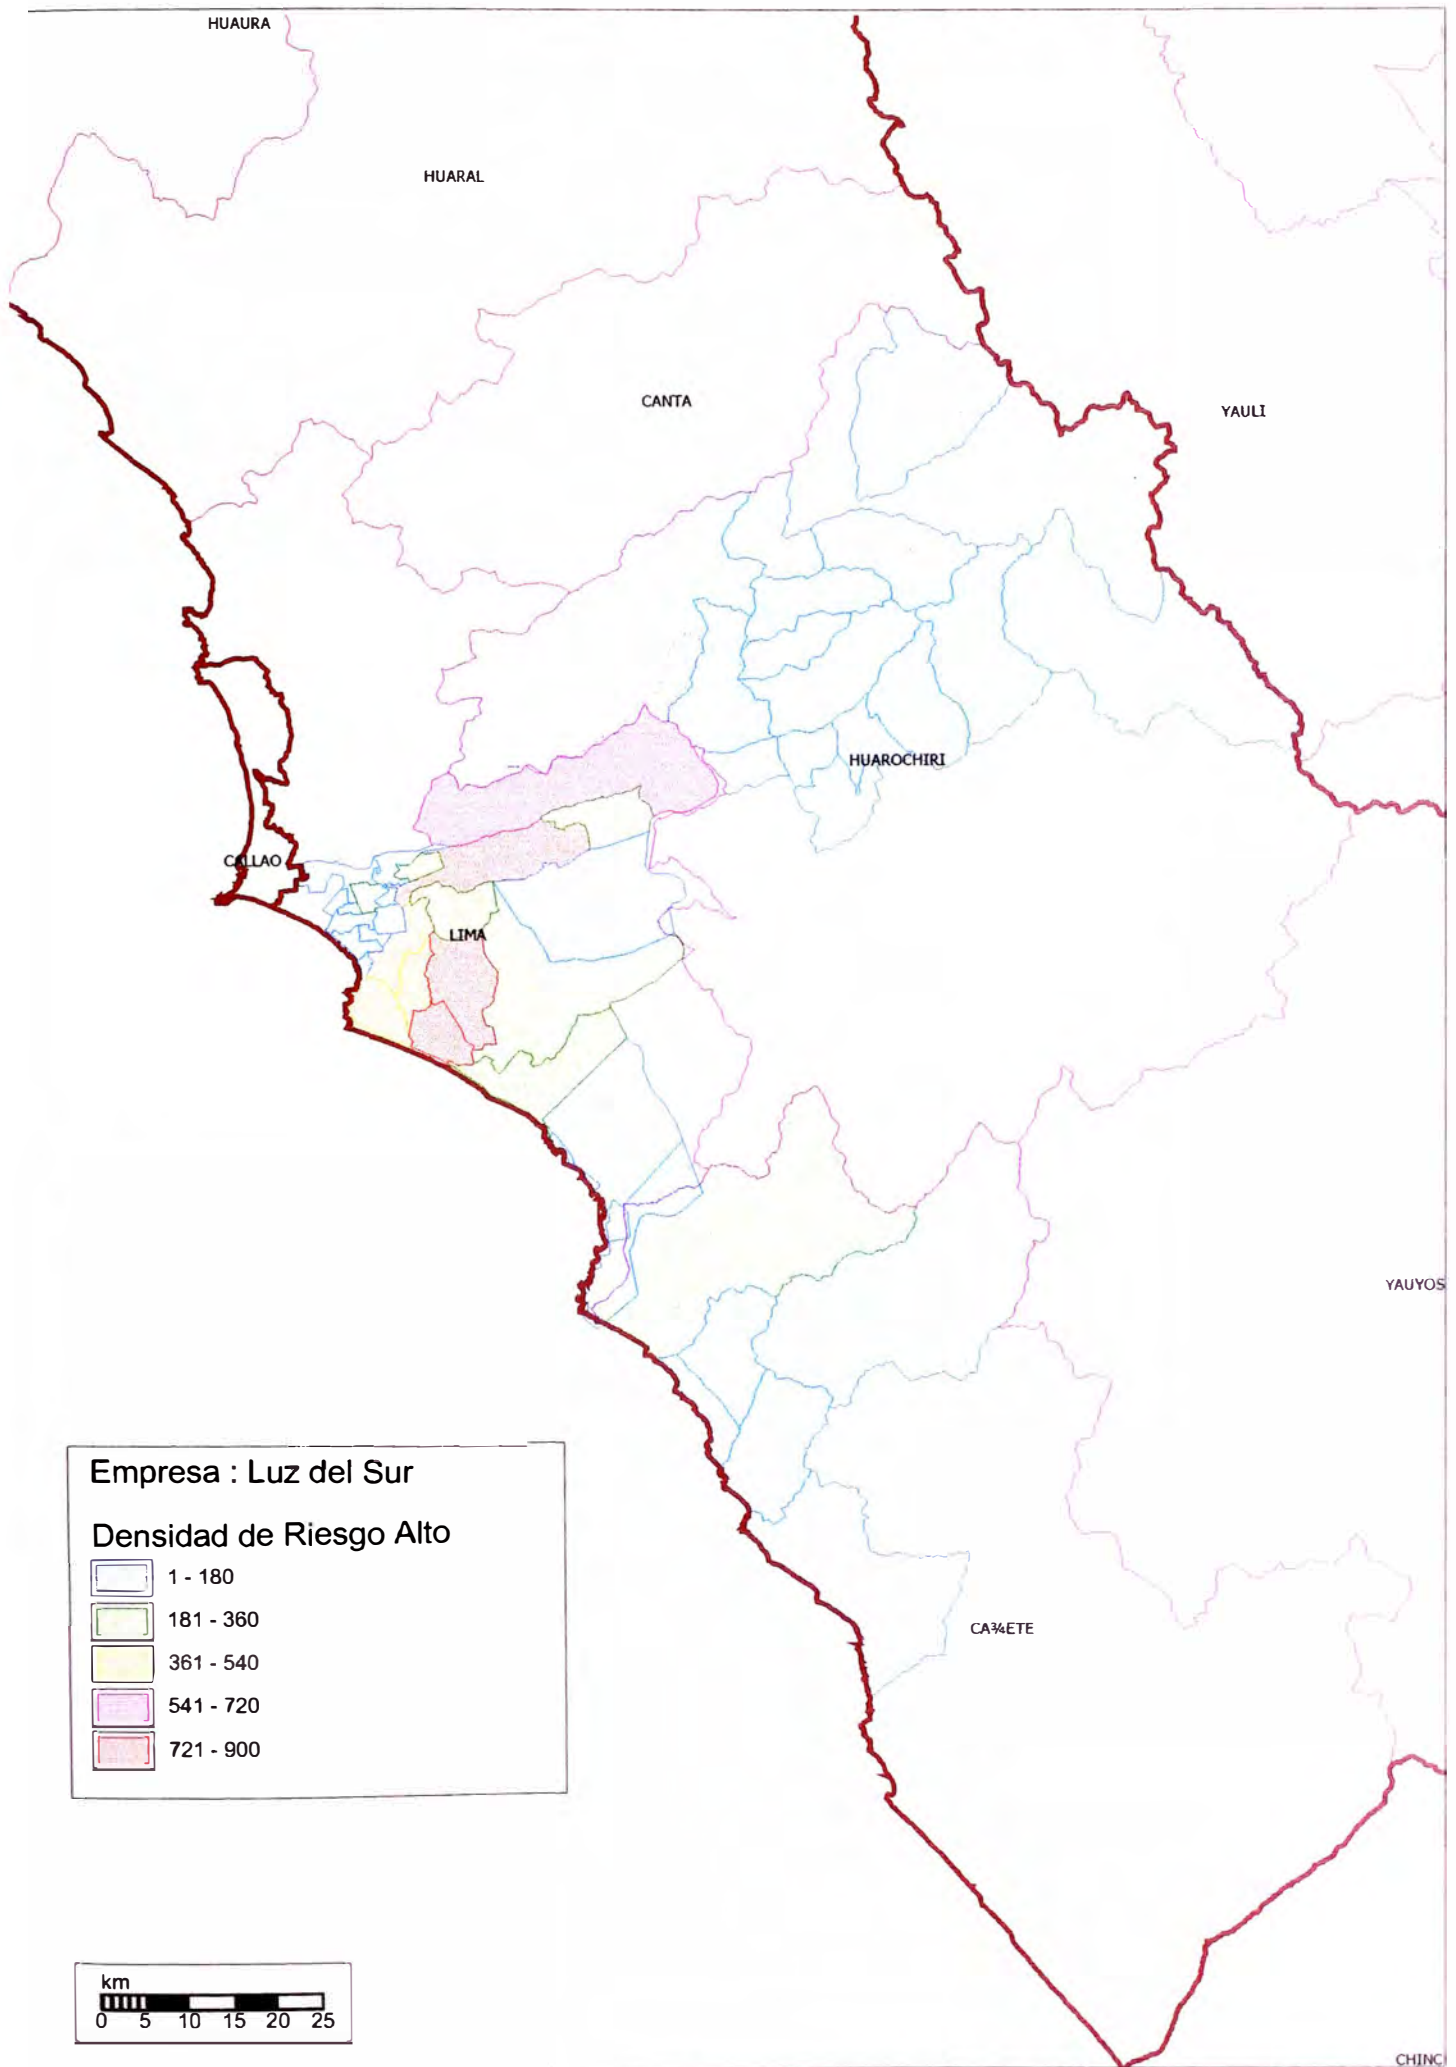 HUAURA
HUARAL
CANTA
YAULI
HUAROCHIRI
CALLAO
LIMA
YAUYOS
Empresa : Luz del Sur
Densidad de Riesgo Alto
1 - 180
181 - 360
361 - 540
541 - 720
721 - 900
CA¾ETE
km
0 5 10 15 20 25
CHINC